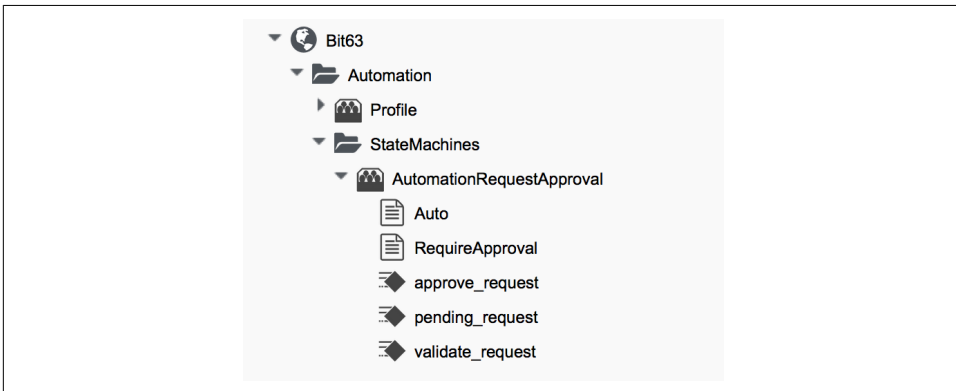 Bit63
Automation
Profile
StateMachines
AutomationRequestApproval
Auto
RequireApproval
approve_request
pending_request
validate_request